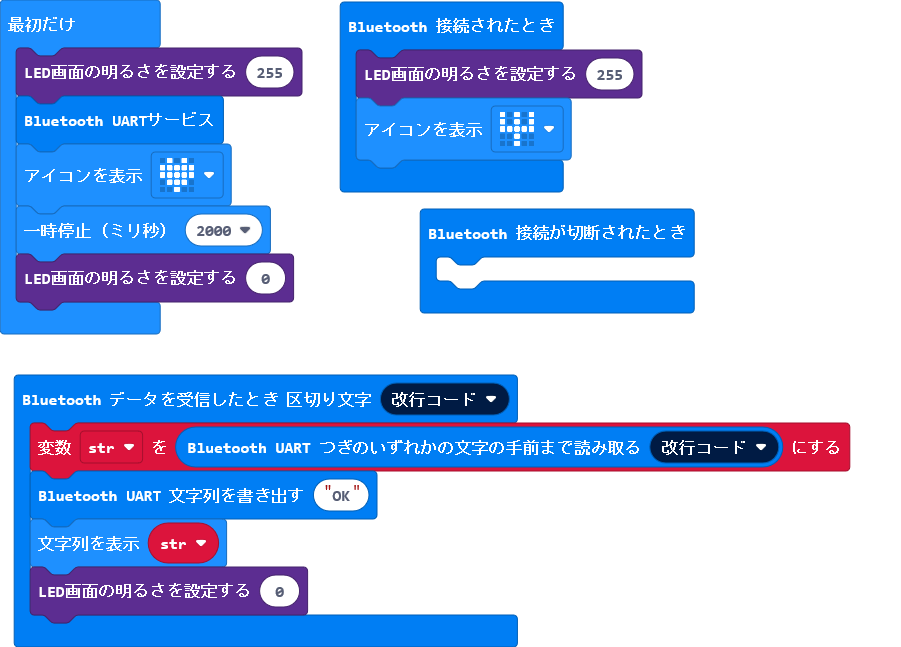 最初だけ
LED画面の明るさを設定する 255
Bluetooth UARTサービス
アイコンを表示
一時停止（ミリ秒） 2000
LED画面の明るさを設定する 0
Bluetooth 接続されたとき
LED画面の明るさを設定する 255
アイコンを表示
Bluetooth 接続が切断されたとき
Bluetooth データを受信したとき 区切り文字 改行コード
変数 str を Bluetooth UART つぎのいずれかの文字の手前まで読み取る 改行コード にする
Bluetooth UART 文字列を書き出す "OK"
文字列を表示 str
LED画面の明るさを設定する 0